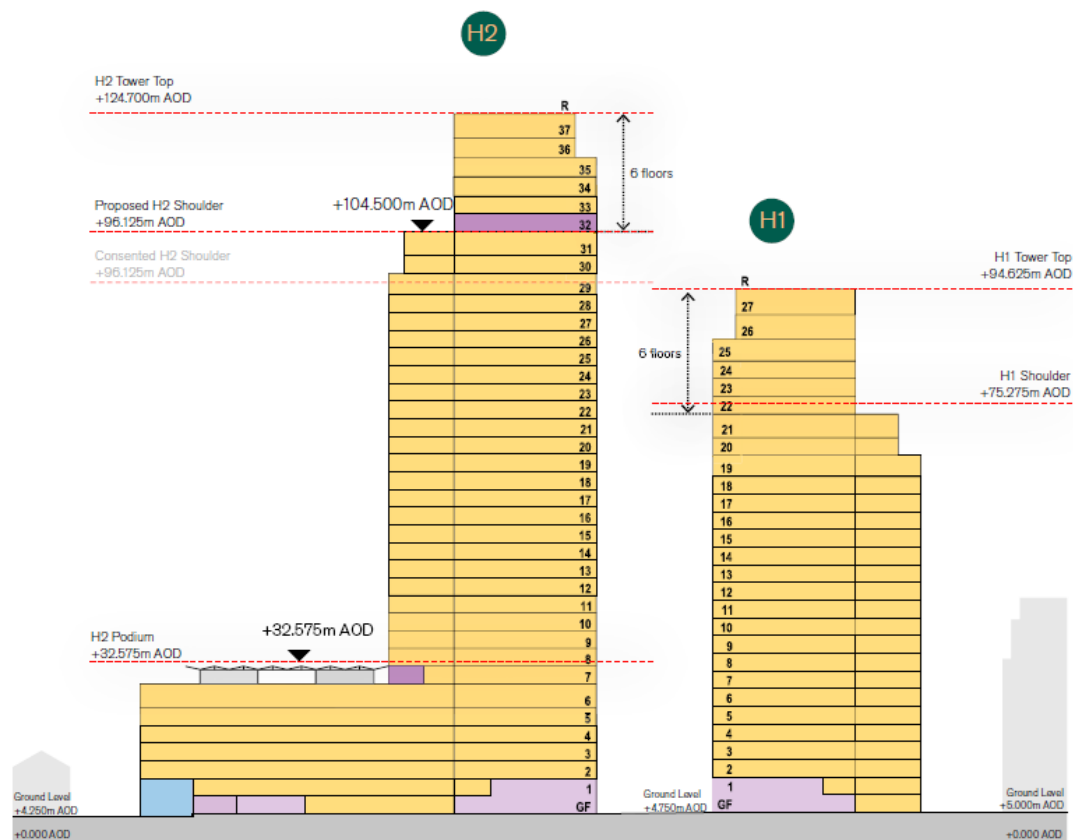 H2
H2 Tower Top
+124.700m AOD
R
37
36
35
34
33
32
6 floors
Proposed H2 Shoulder
+96.125m AOD
+104.500m AOD
Consented H2 Shoulder
+96.125m AOD
31
30
29
28
27
26
25
24
23
22
21
20
19
18
17
16
15
14
13
12
11
10
9
8
7
6
5
4
3
2
1
GF
H2 Podium
+32.575m AOD
+32.575m AOD
Ground Level
+4.250m AOD
+0.000 AOD
H1
H1 Tower Top
+94.625m AOD
R
27
26
25
24
23
22
6 floors
H1 Shoulder
+75.275m AOD
21
20
19
18
17
16
15
14
13
12
11
10
9
8
7
6
5
4
3
2
1
GF
Ground Level
+4.750m AOD
Ground Level
+5.000m AOD
+0.000 AOD